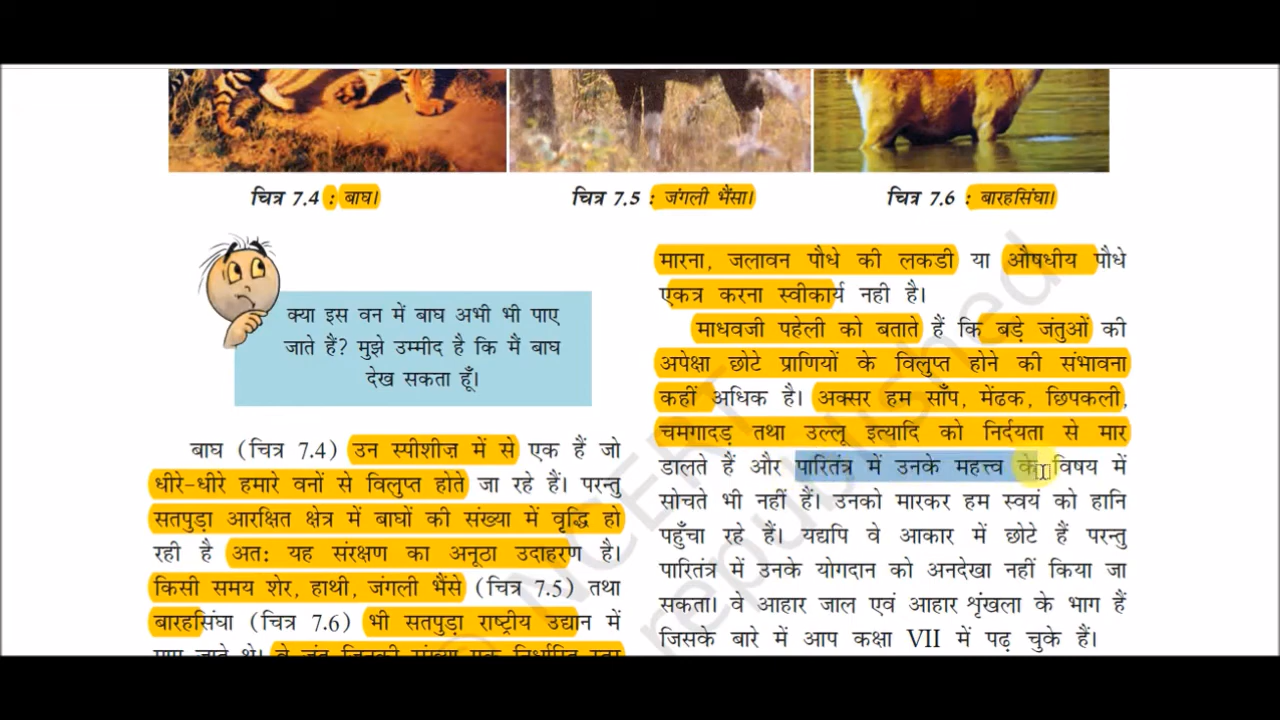 चित्र 7.4 : बाघ।
चित्र 7.5 : जंगली भैंसा।
चित्र 7.6 : बारहसिंघा।
क्या इस वन में बाघ अभी भी पाए
जाते हैं? मुझे उम्मीद है कि मैं बाघ
देख सकता हूँ।
बाघ (चित्र 7.4) उन स्पीशीज़ में से एक हैं जो
धीरे-धीरे हमारे वनों से विलुप्त होते जा रहे हैं। परन्तु
सतपुड़ा आरक्षित क्षेत्र में बाघों की संख्या में वृद्धि हो
रही है अत: यह संरक्षण का अनूठा उदाहरण है।
किसी समय शेर, हाथी, जंगली भैंसे (चित्र 7.5) तथा
बारहसिंघा (चित्र 7.6) भी सतपुड़ा राष्ट्रीय उद्यान में
मारना, जलावन पौधे की लकडी या औषधीय पौधे
एकत्र करना स्वीकार्य नही है।
माधवजी पहेली को बताते हैं कि बड़े जंतुओं की
अपेक्षा छोटे प्राणियों के विलुप्त होने की संभावना
कहीं अधिक है। अक्सर हम साँप, मेंढक, छिपकली,
चमगादड़ तथा उल्लू इत्यादि को निर्दयता से मार
डालते हैं और पारितंत्र में उनके महत्त्व के विषय में
सोचते भी नहीं हैं। उनको मारकर हम स्वयं को हानि
पहुँचा रहे हैं। यद्यपि वे आकार में छोटे हैं परन्तु
पारितंत्र में उनके योगदान को अनदेखा नहीं किया जा
सकता। वे आहार जाल एवं आहार शृंखला के भाग हैं
जिसके बारे में आप कक्षा VII में पढ़ चुके हैं।
© NCERT
republished